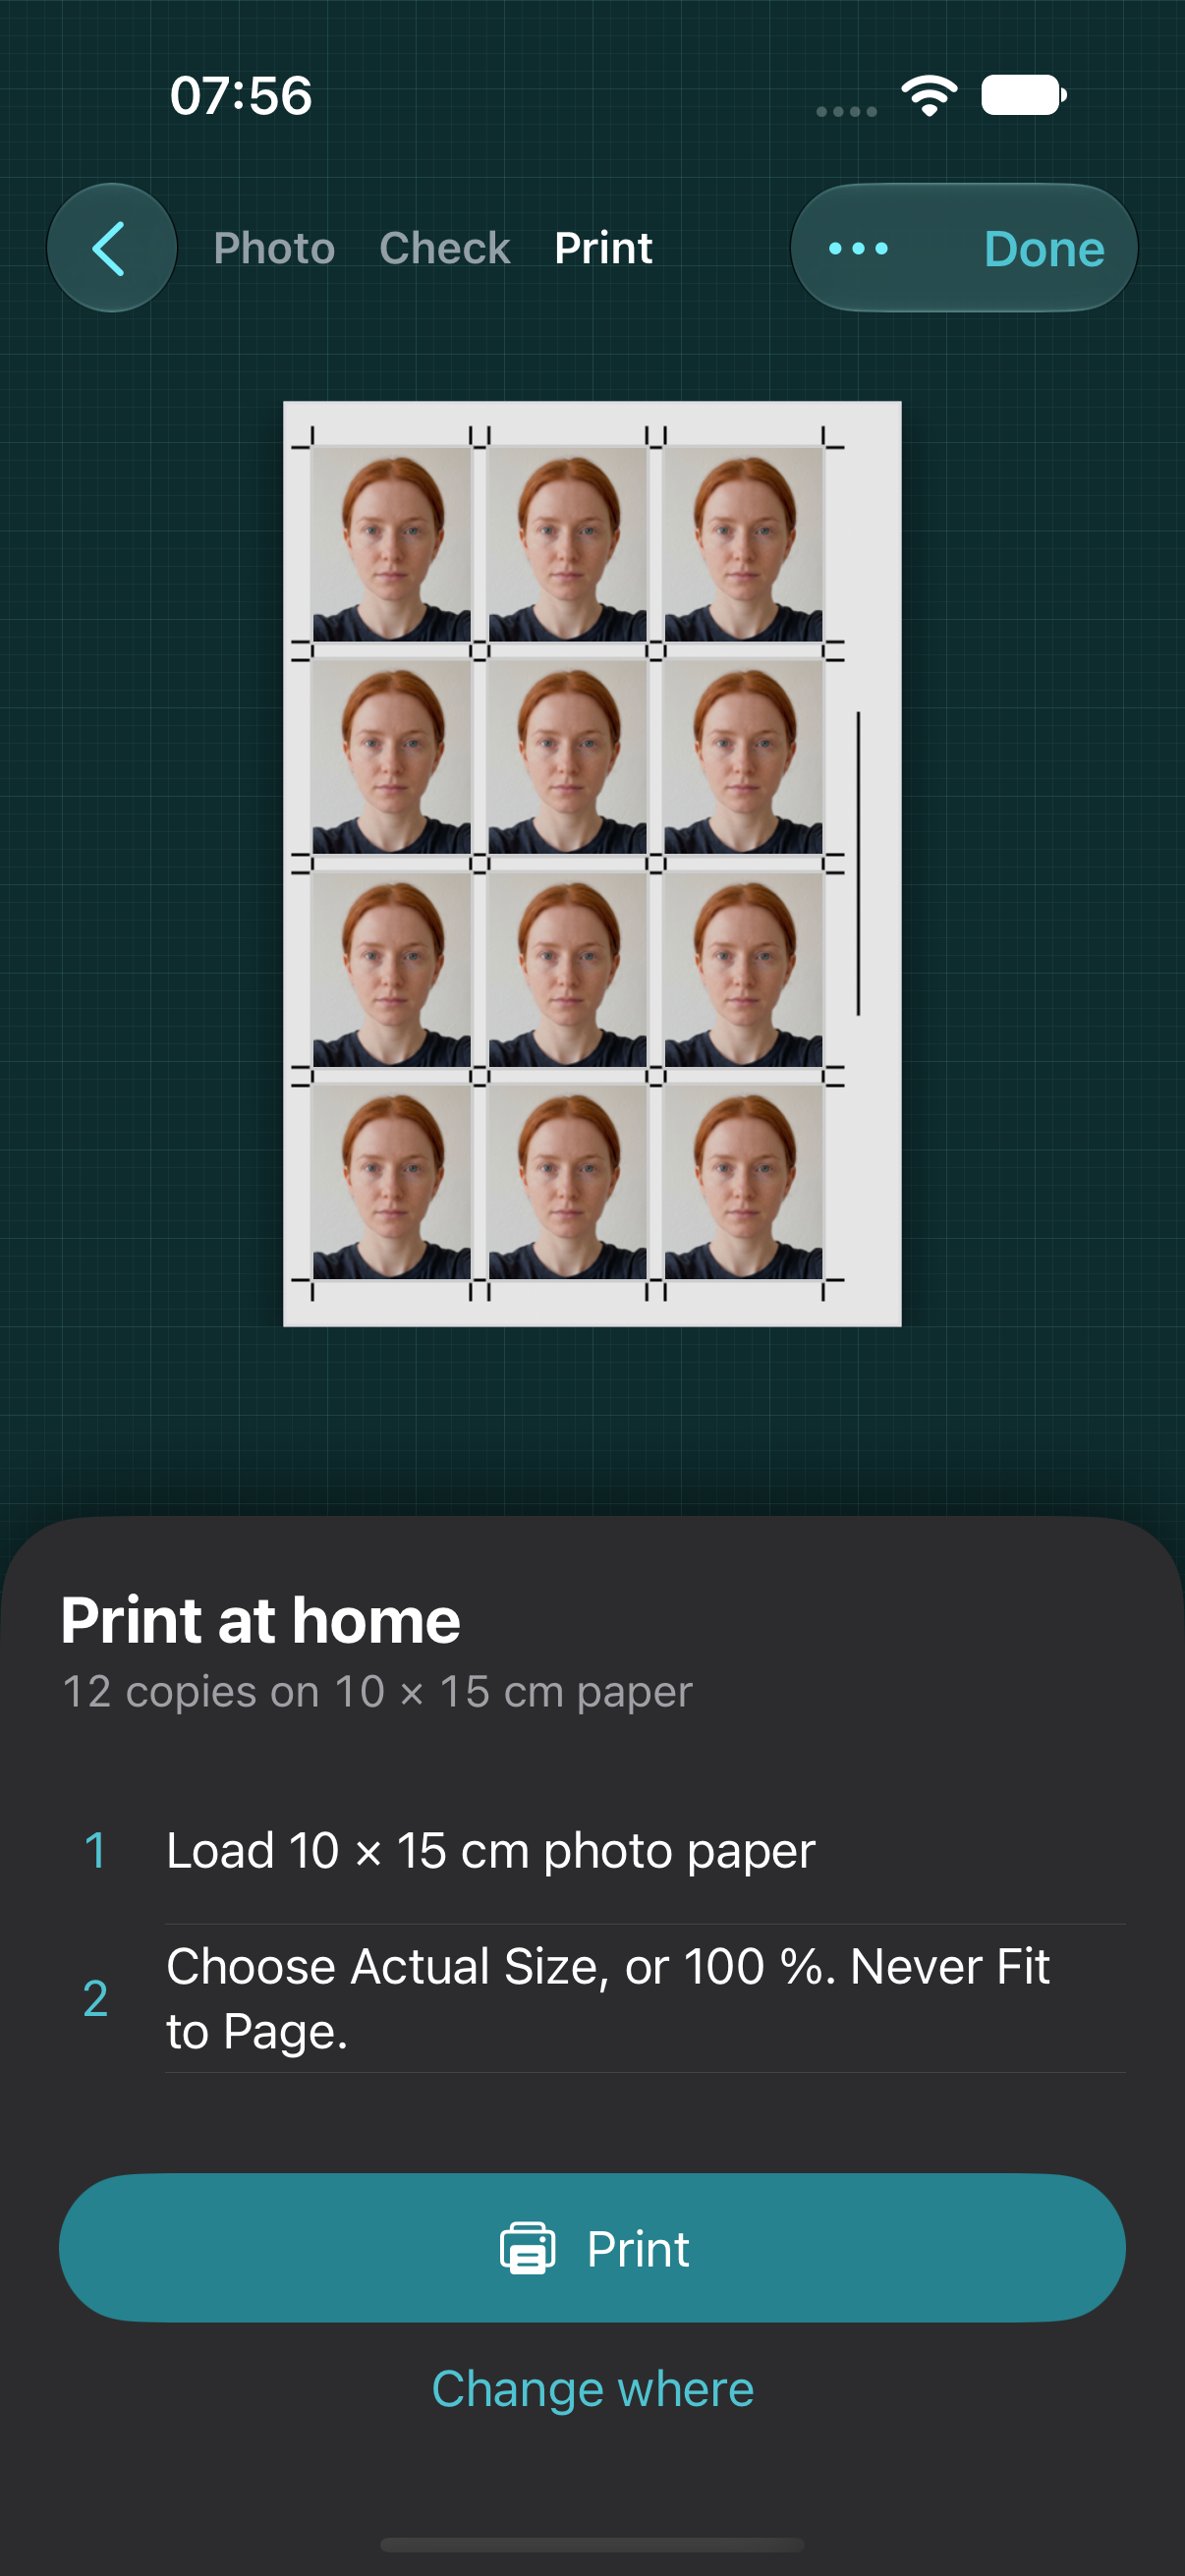 07:56
Photo Check Print
Done
Print at home
12 copies on 10 × 15 cm paper
1 Load 10 × 15 cm photo paper
2 Choose Actual Size, or 100 %. Never Fit
to Page.
Print
Change where